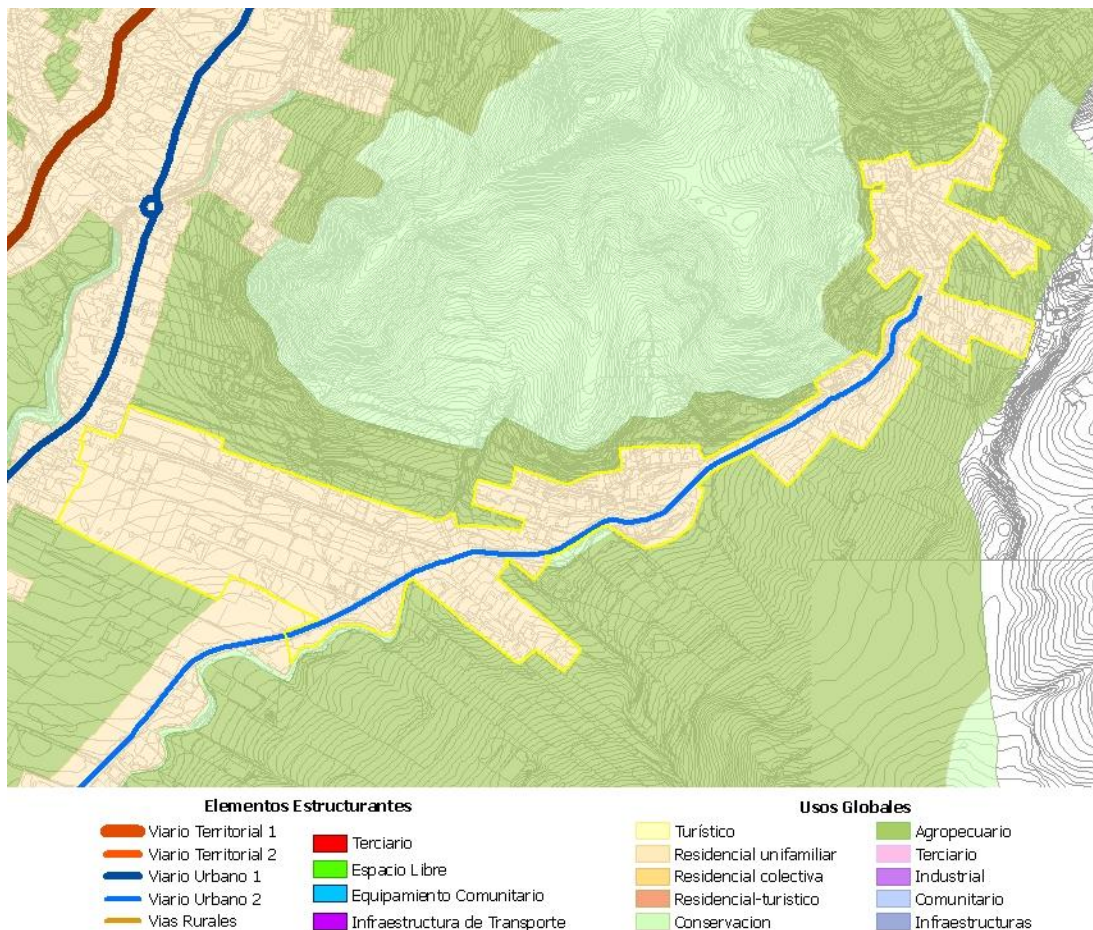 Elementos Estructurantes
Viario Territorial 1
Viario Territorial 2
Viario Urbano 1
Viario Urbano 2
Vias Rurales
Terciario
Espacio Libre
Equipamiento Comunitario
Infraestructura de Transporte
Usos Globales
Turístico
Residencial unifamiliar
Residencial colectiva
Residencial-turistico
Conservacion
Agropecuario
Terciario
Industrial
Comunitario
Infraestructuras